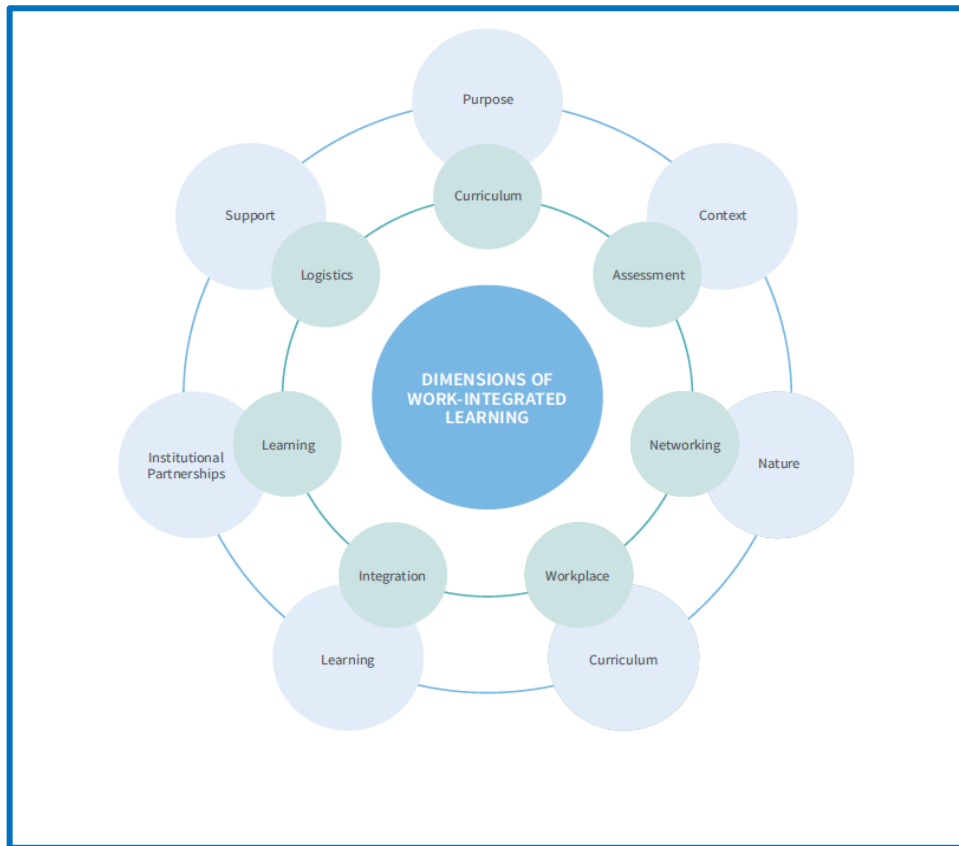 Purpose
Curriculum
Support
Context
Logistics
Assessment
DIMENSIONS OF
WORK-INTEGRATED
LEARNING
Learning
Networking
Institutional
Partnerships
Nature
Integration
Workplace
Learning
Curriculum